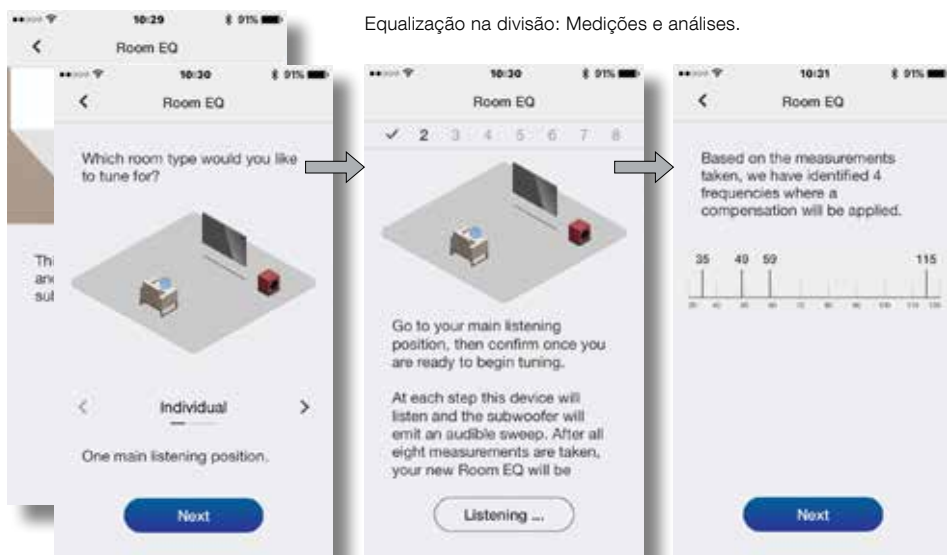 Equalização na divisão: Medições e análises.
10:29
91%
Room EQ
Thi
and
sub
10:30
91%
Room EQ
Which room type would you like
to tune for?
Individual
One main listening position.
Next
10:30
91%
Room EQ
2 3 4 5 6 7 8
Go to your main listening
position, then confirm once you
are ready to begin tuning.
At each step this device will
listen and the subwoofer will
emit an audible sweep. After all
eight measurements are taken,
your new Room EQ will be
Listening ...
10:31
91%
Room EQ
Based on the measurements
taken, we have identified 4
frequencies where a
compensation will be applied.
35 49 59 115
Next